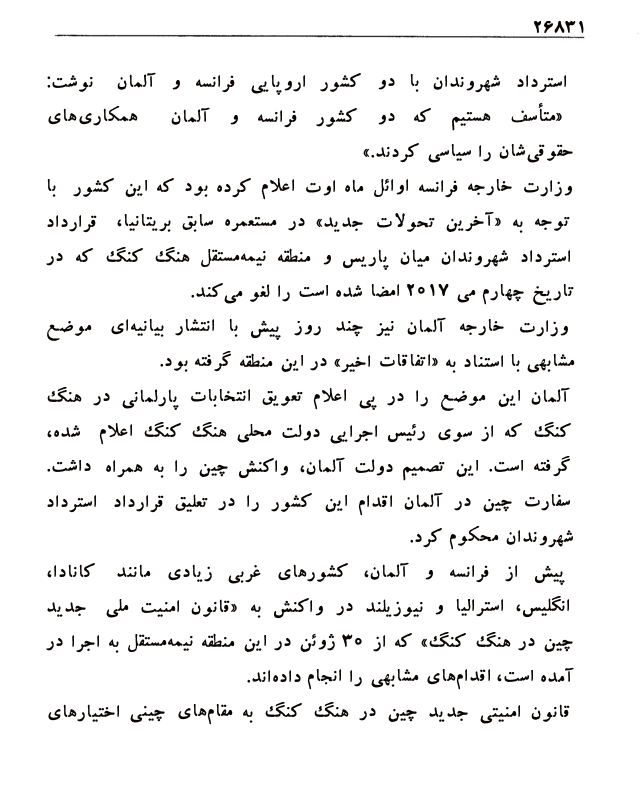 ۲۶۸۳۱
استرداد شهروندان با دو کشور اروپایی فرانسه و آلمان نوشت:
«متأسف هستیم که دو کشور فرانسه و آلمان همکاری‌های
حقوقی‌شان را سیاسی کردند.»
وزارت خارجه فرانسه اوائل ماه اوت اعلام کرده بود که این کشور با
توجه به «آخرین تحولات جدید» در مستعمره سابق بریتانیا، قرارداد
استرداد شهروندان میان پاریس و منطقه نیمه‌مستقل هنگ کنگ که در
تاریخ چهارم می ۲۰۱۷ امضا شده است را لغو می‌کند.
وزارت خارجه آلمان نیز چند روز پیش با انتشار بیانیه‌ای موضع
مشابهی با استناد به «اتفاقات اخیر» در این منطقه گرفته بود.
آلمان این موضع را در پی اعلام تعویق انتخابات پارلمانی در هنگ
کنگ که از سوی رئیس اجرایی دولت محلی هنگ کنگ اعلام شده،
گرفته است. این تصمیم دولت آلمان، واکنش چین را به همراه داشت.
سفارت چین در آلمان اقدام این کشور را در تعلیق قرارداد استرداد
شهروندان محکوم کرد.
پیش از فرانسه و آلمان، کشورهای غربی زیادی مانند کانادا،
انگلیس، استرالیا و نیوزیلند در واکنش به «قانون امنیت ملی جدید
چین در هنگ کنگ» که از ۳۰ ژوئن در این منطقه نیمه‌مستقل به اجرا در
آمده است، اقدام‌های مشابهی را انجام داده‌اند.
قانون امنیتی جدید چین در هنگ کنگ به مقام‌های چینی اختیارهای